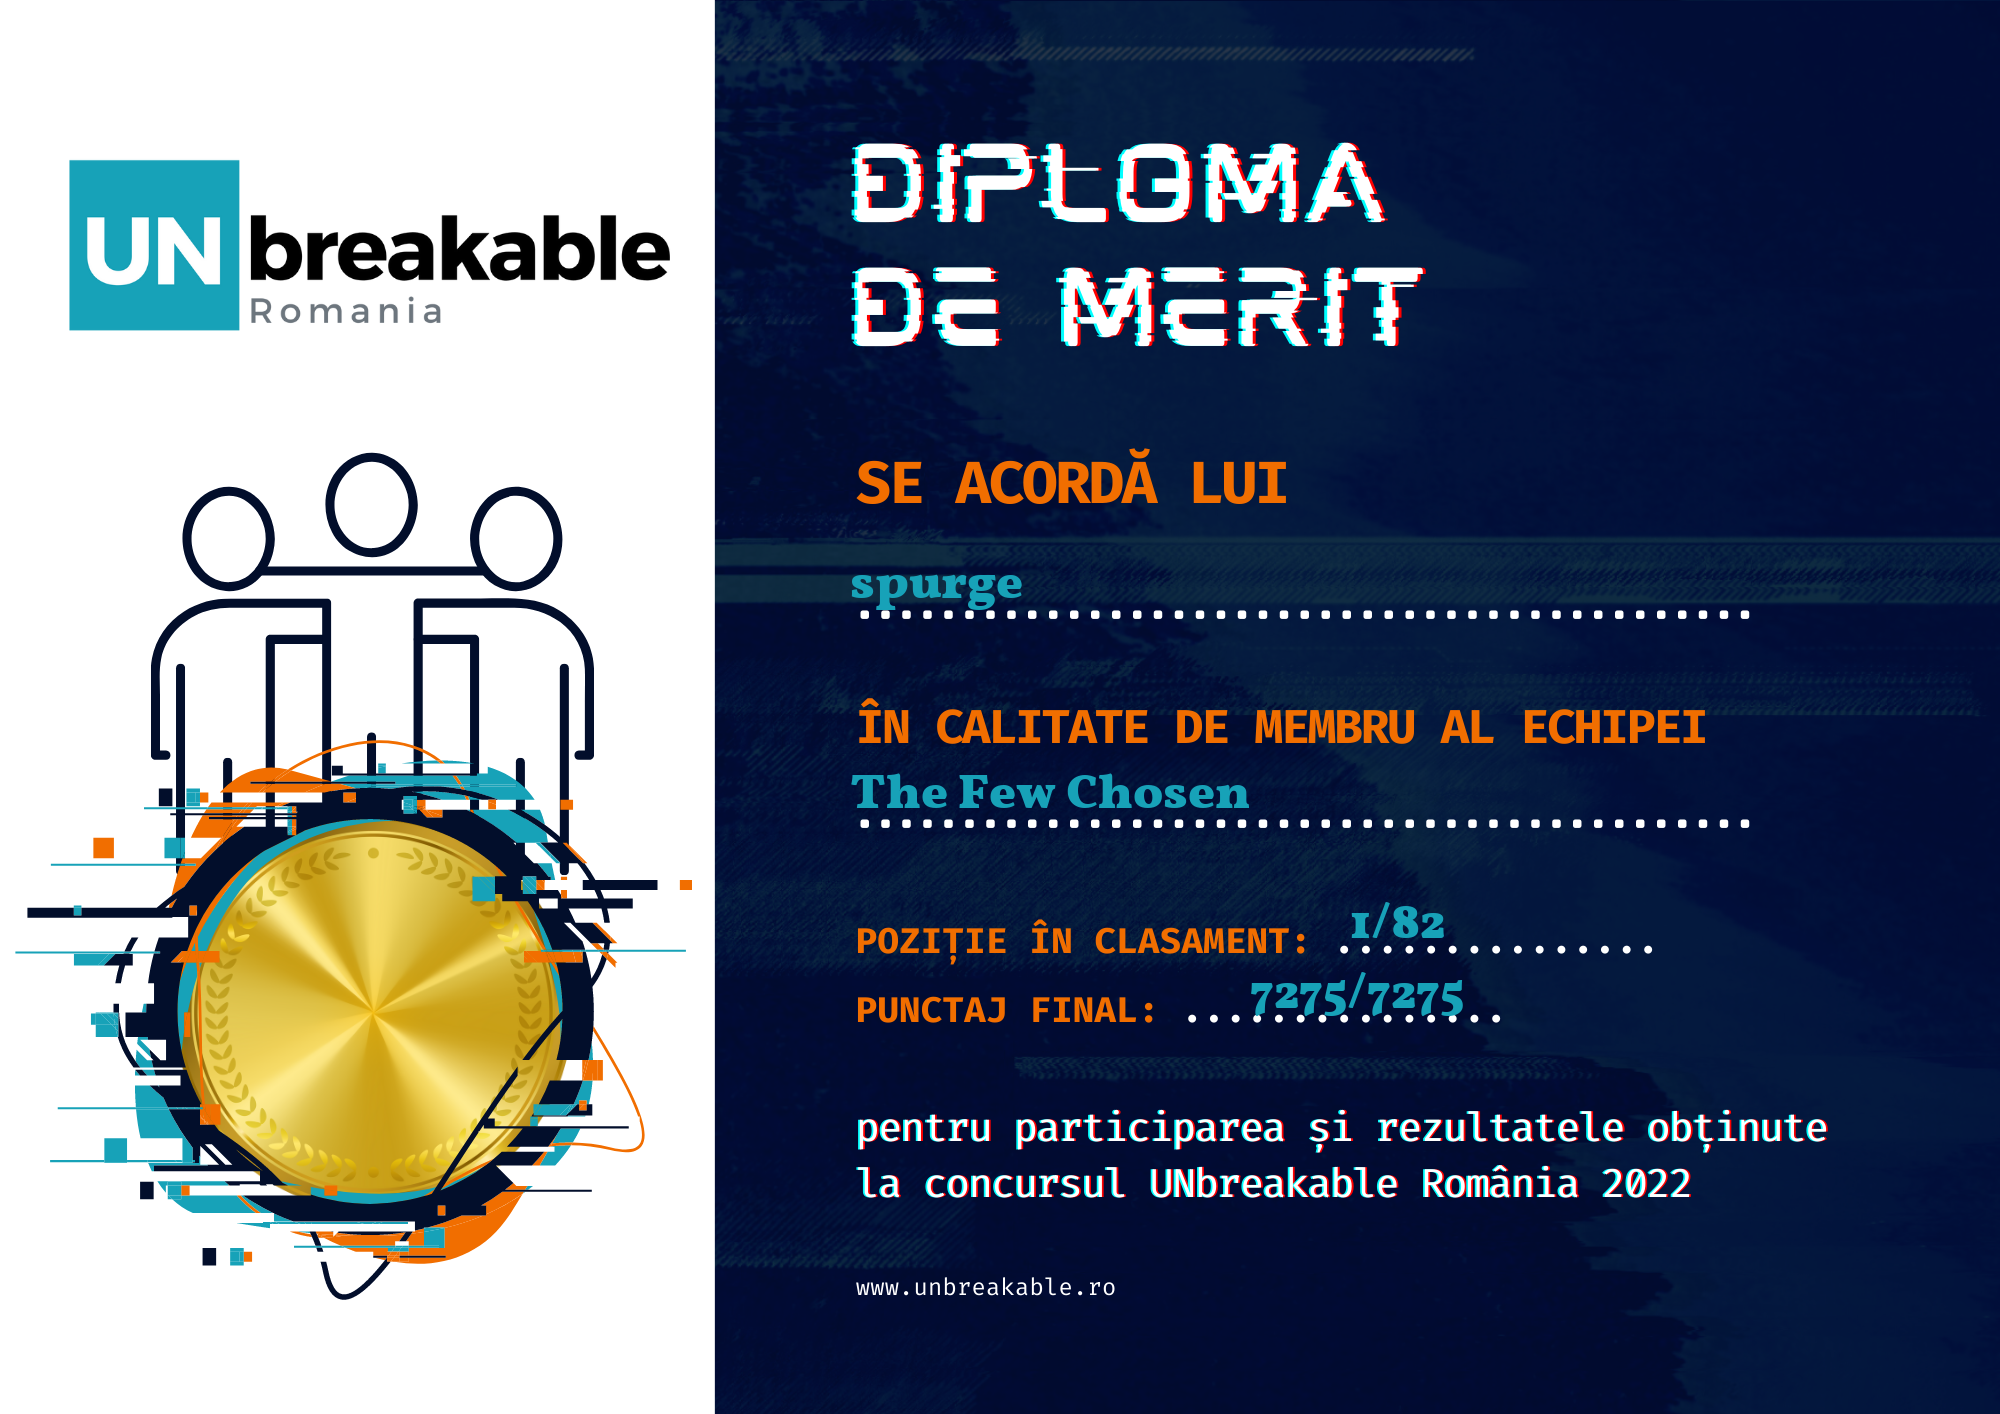 UNbreakable
Romania
DIPLOMA
DE MERIT
SE ACORDĂ LUI
spurge
ÎN CALITATE DE MEMBRU AL ECHIPEI
The Few Chosen
POZIȚIE ÎN CLASAMENT: 1/82
PUNCTAJ FINAL: 7275/7275
pentru participarea și rezultatele obținute
la concursul UNbreakable România 2022
www.unbreakable.ro